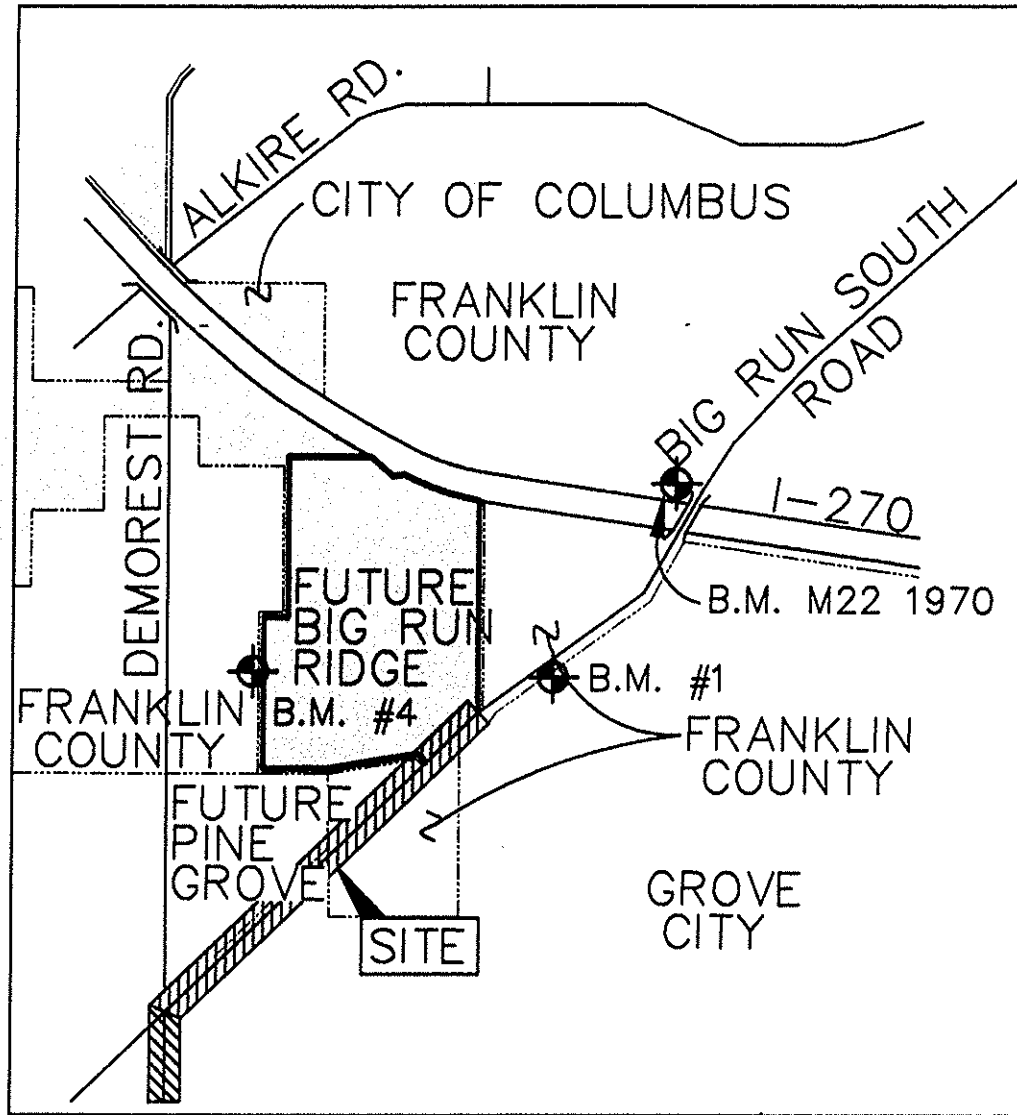 ALKIRE RD.
CITY OF COLUMBUS
FRANKLIN
COUNTY
BIG RUN SOUTH
ROAD
DEMOREST RD.
I-270
B.M. M22 1970
FUTURE
BIG RUN
RIDGE
B.M. #4
B.M. #1
FRANKLIN
COUNTY
FRANKLIN
COUNTY
FUTURE
PINE
GROVE
GROVE
CITY
SITE